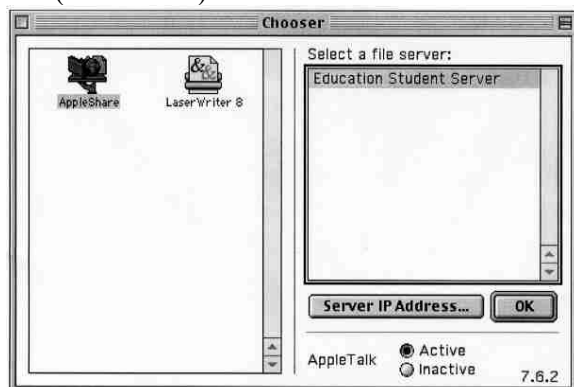 Chooser
AppleShare
LaserWriter 8
Select a file server:
Education Student Server
Server IP Address...
OK
AppleTalk
Active
Inactive
7.6.2